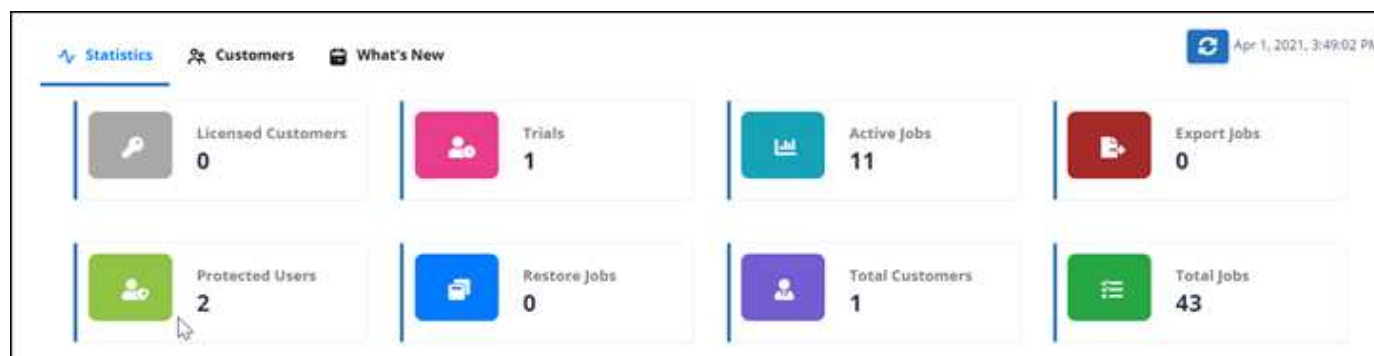 Statistics Customers What's New Apr 1, 2021, 3:49:02 PM
Licensed Customers Trials Active Jobs Export Jobs
0 1 11 0
Protected Users Restore Jobs Total Customers Total Jobs
2 0 1 43